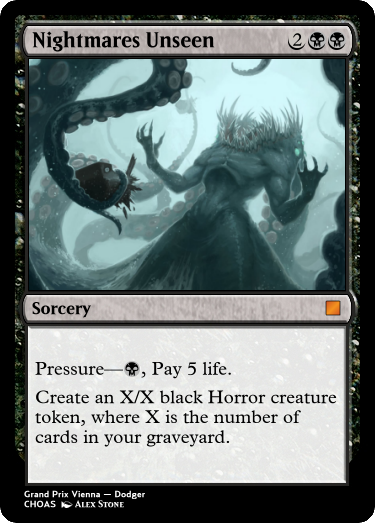 Nightmares Unseen 2
Sorcery
Pressure—, Pay 5 life.
Create an X/X black Horror creature
token, where X is the number of
cards in your graveyard.
Grand Prix Vienna — Dodger
CHOAS Alex Stone